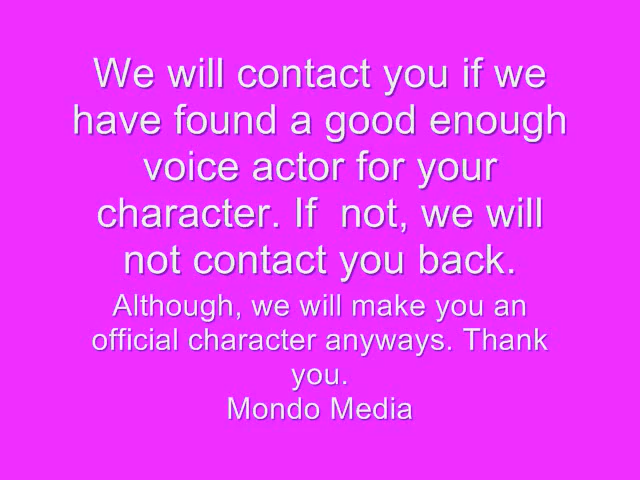 We will contact you if we
have found a good enough
voice actor for your
character. If  not, we will
not contact you back.
Although, we will make you an
official character anyways. Thank
you.
Mondo Media